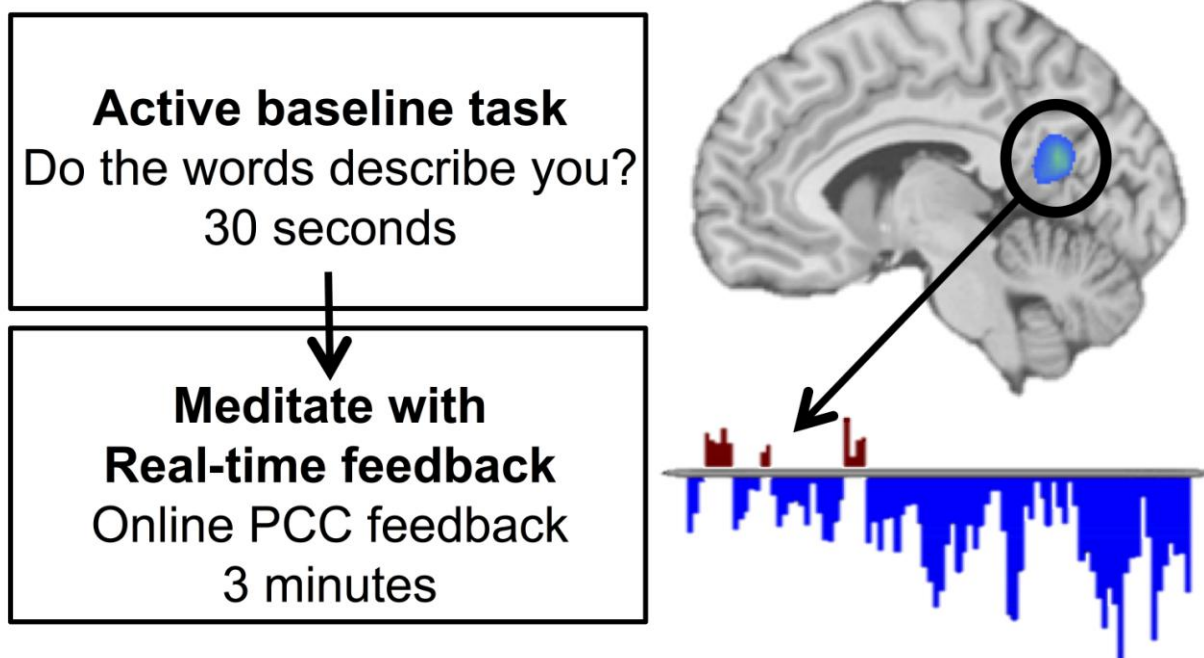 Active baseline task
Do the words describe you?
30 seconds
Meditate with
Real-time feedback
Online PCC feedback
3 minutes